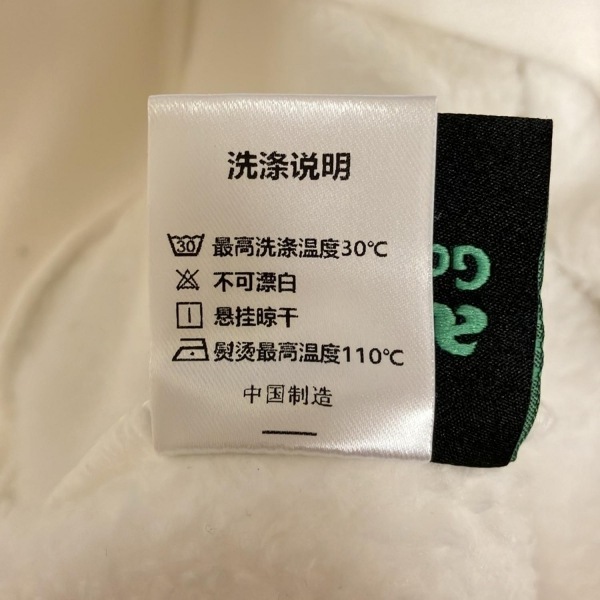 洗涤说明
30 最高洗涤温度30℃
不可漂白
悬挂晾干
熨烫最高温度110℃
中国制造